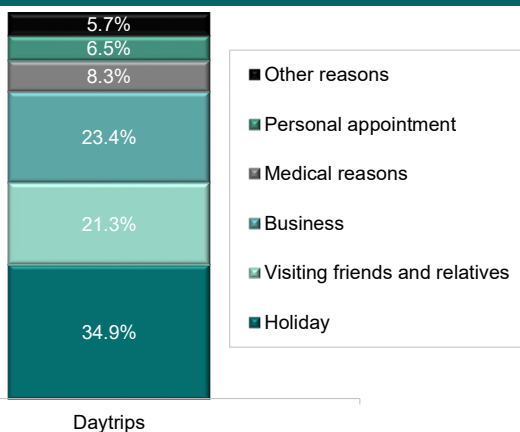 5.7%
6.5%
8.3%
23.4%
21.3%
34.9%
Daytrips
Other reasons
Personal appointment
Medical reasons
Business
Visiting friends and relatives
Holiday